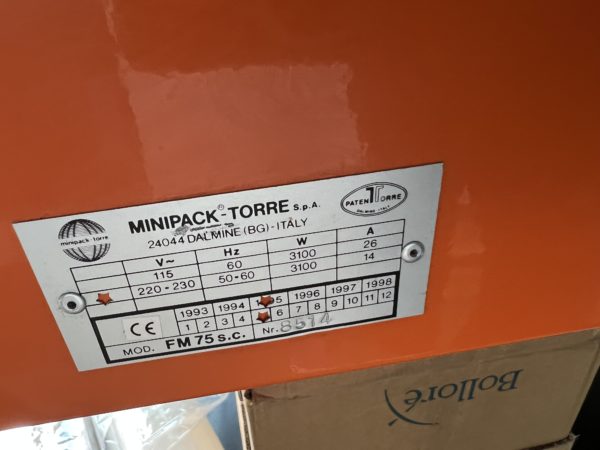 minipack torre
MINIPACK®-TORRE S.p.A.
24044 DALMINE (BG) - ITALY
PATEN T TORRE
DALMINE ITALY
V~ Hz W A
115 60 3100 26
220-230 50-60 3100 14
CE
1993 1994 1996 1997 1998
1 2 3 4 6 7 8 9 10 11 12
MOD. FM 75 s.c. Nr. 8514
Bolloré